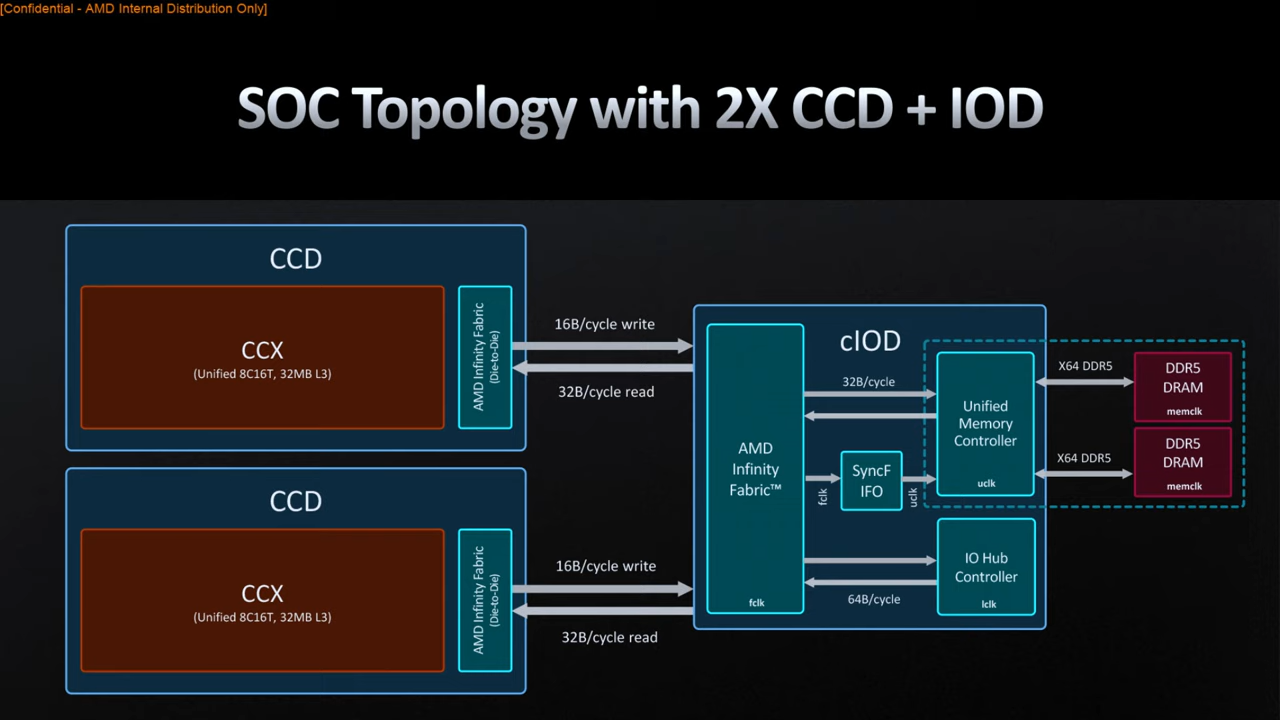 [Confidential - AMD Internal Distribution Only]
SOC Topology with 2X CCD + IOD
CCD
CCX
(Unified 8C16T, 32MB L3)
AMD Infinity Fabric
(Die-to-Die)
16B/cycle write
32B/cycle read
CCD
CCX
(Unified 8C16T, 32MB L3)
AMD Infinity Fabric
(Die-to-Die)
16B/cycle write
32B/cycle read
cIOD
AMD
Infinity
Fabric™
fclk
32B/cycle
fclk
SyncF
IFO
uclk
Unified
Memory
Controller
uclk
64B/cycle
IO Hub
Controller
lclk
X64 DDR5
DDR5
DRAM
memclk
X64 DDR5
DDR5
DRAM
memclk